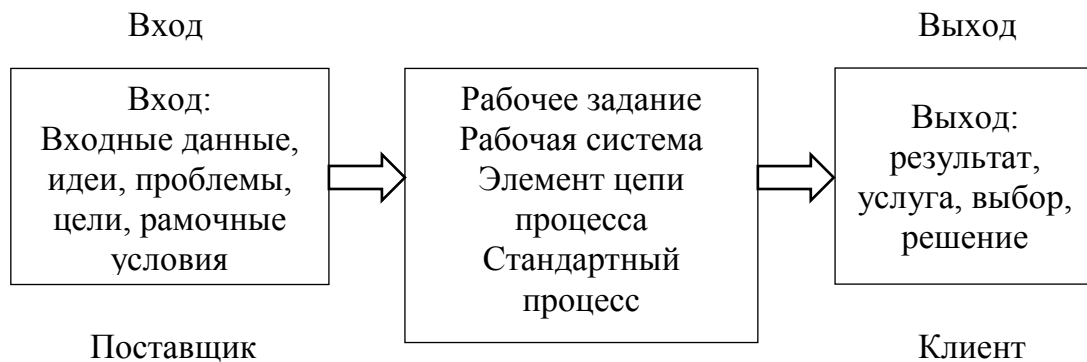 Вход
Выход
Вход:
Входные данные,
идеи, проблемы,
цели, рамочные
условия
Рабочее задание
Рабочая система
Элемент цепи
процесса
Стандартный
процесс
Выход:
результат,
услуга, выбор,
решение
Поставщик
Клиент